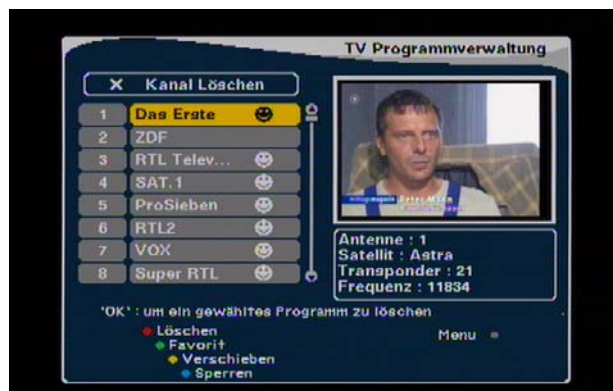 TV Programmverwaltung
X Kanal Löschen
1 Das Erste
2 ZDF
3 RTL Telev...
4 SAT.1
5 ProSieben
6 RTL2
7 VOX
8 Super RTL
Peter Mann
Antenne : 1
Satellit : Astra
Transponder : 21
Frequenz : 11834
'OK' : um ein gewähltes Programm zu löschen
Löschen
Favorit
Verschieben
Sperren
Menu